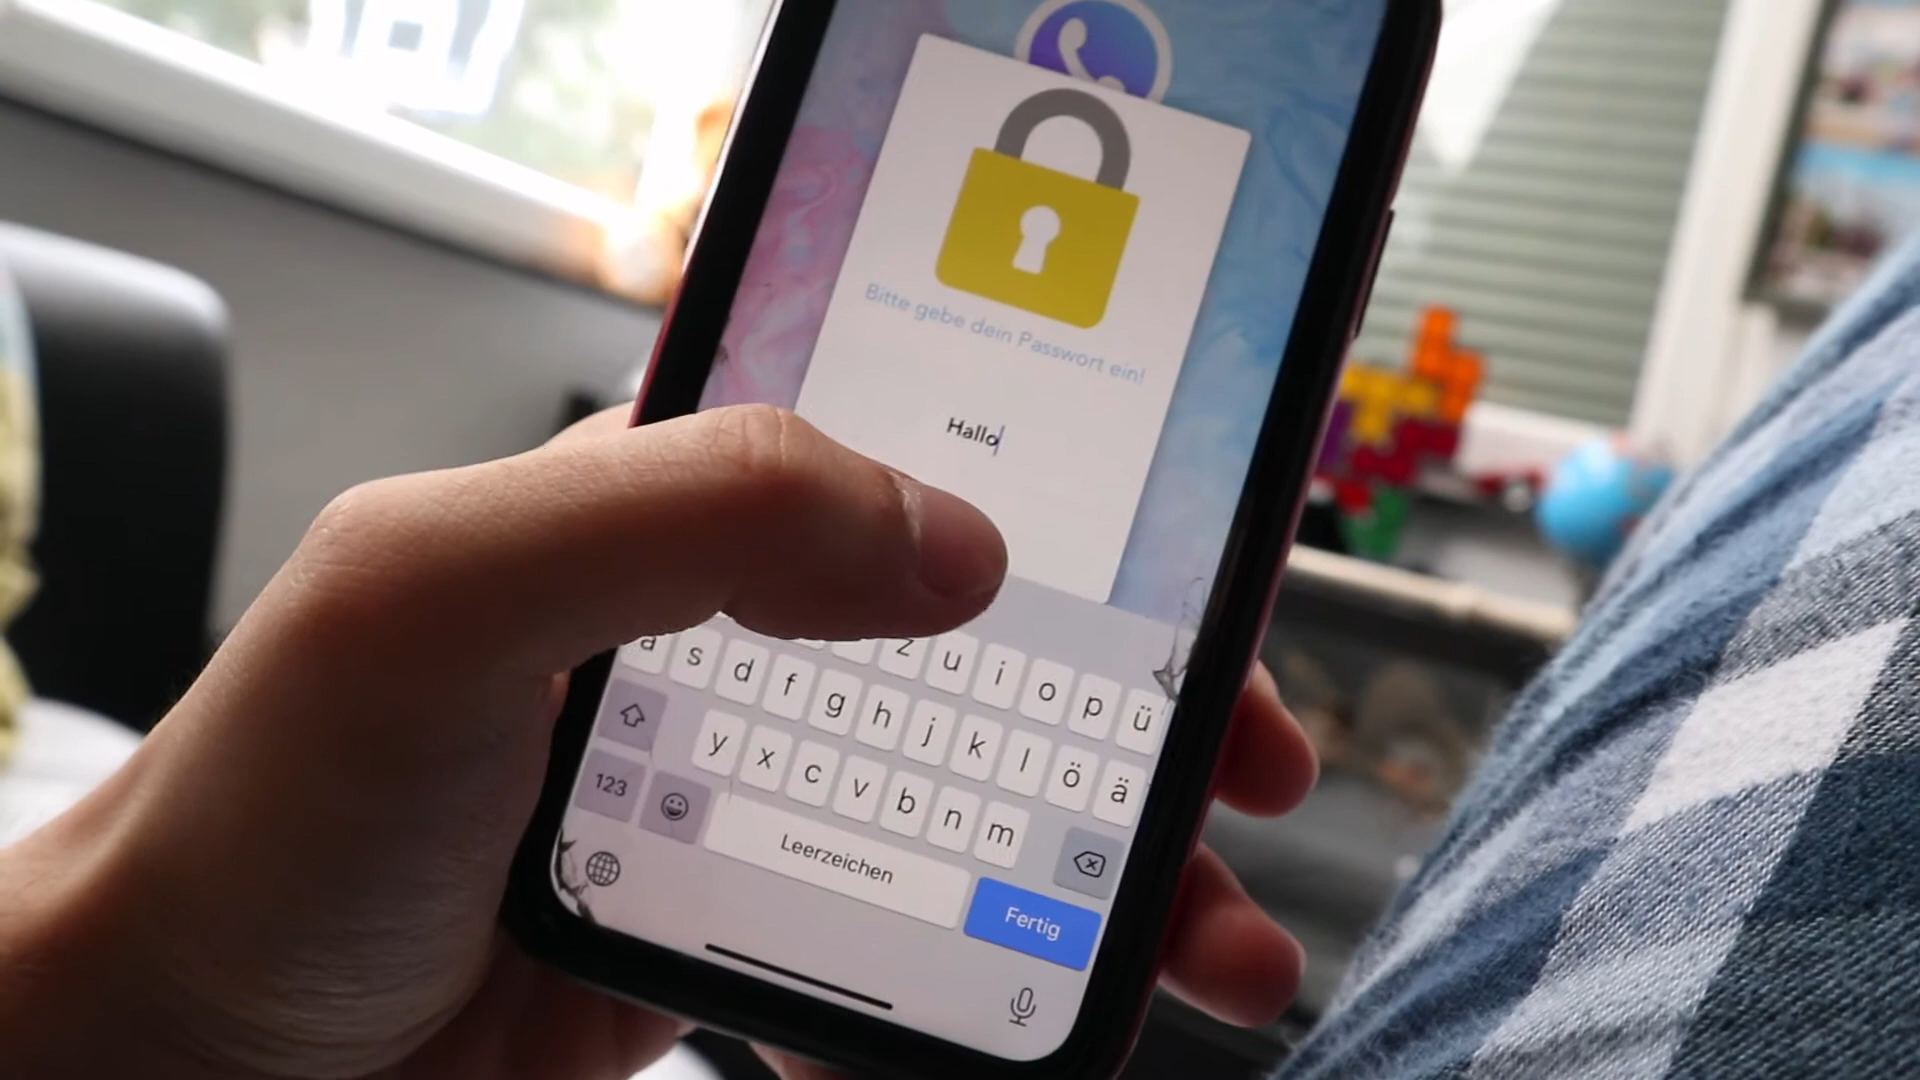 Bitte gebe dein Passwort ein!
Hallo
a z u i o p ü
s d f g h j k l ö ä
y x c v b n m
123
Leerzeichen
Fertig